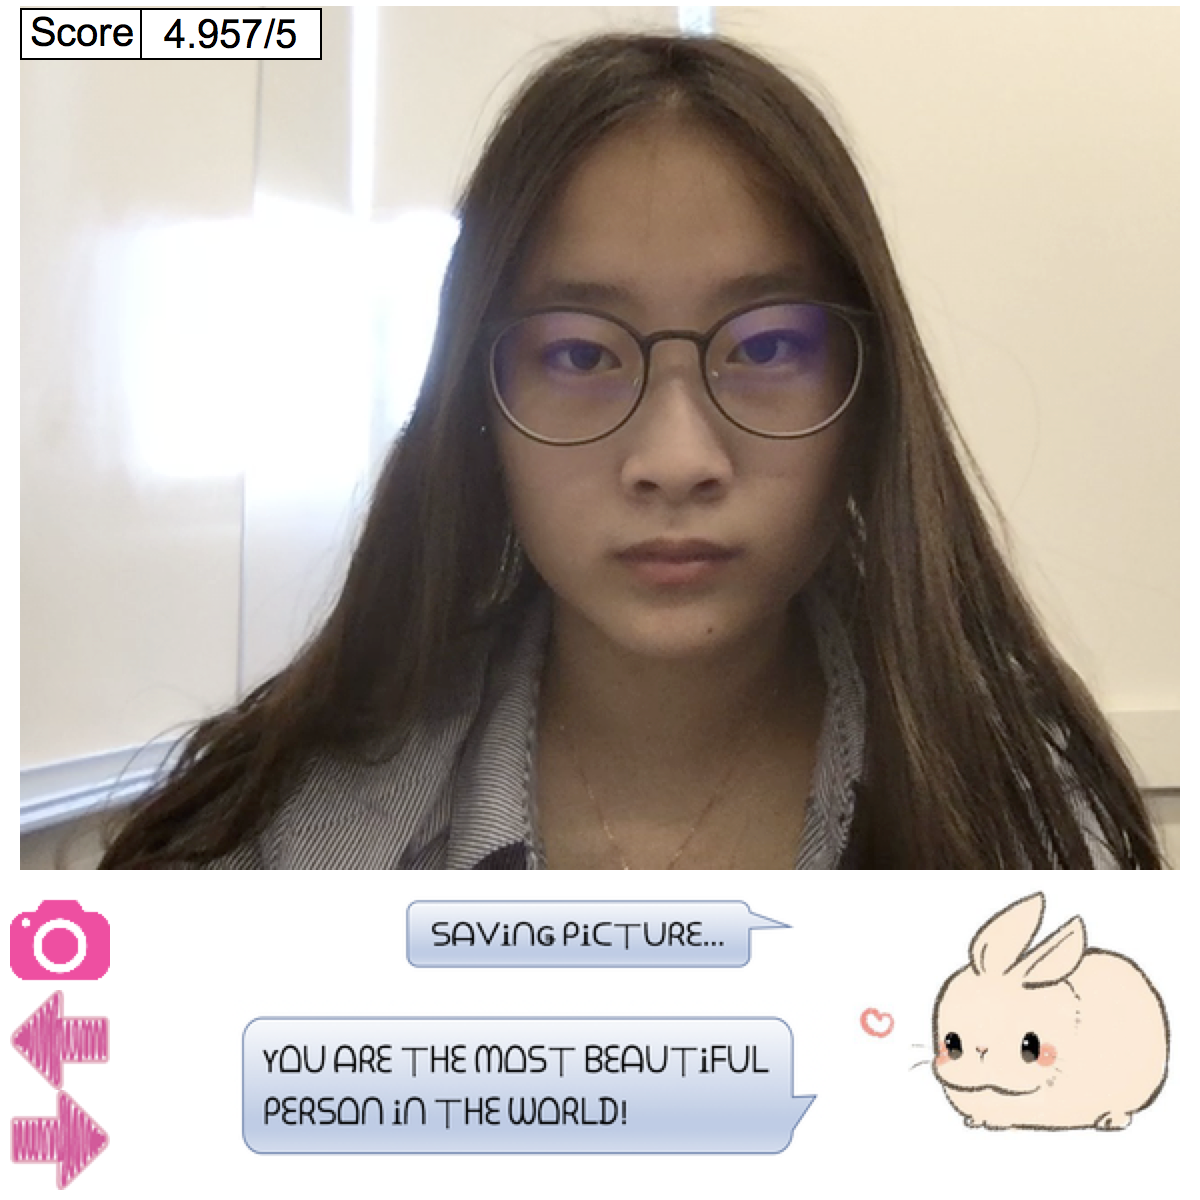 Score 4.957/5
SAViNG PiCTURE...
YOU ARE THE MOST BEAUTiFUL
PERSON iN THE WORLD!